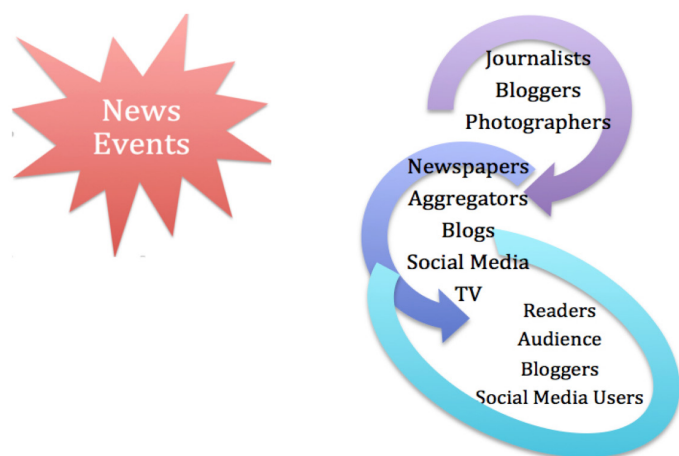 News
Events
Journalists
Bloggers
Photographers
Newspapers
Aggregators
Blogs
Social Media
TV
Readers
Audience
Bloggers
Social Media Users